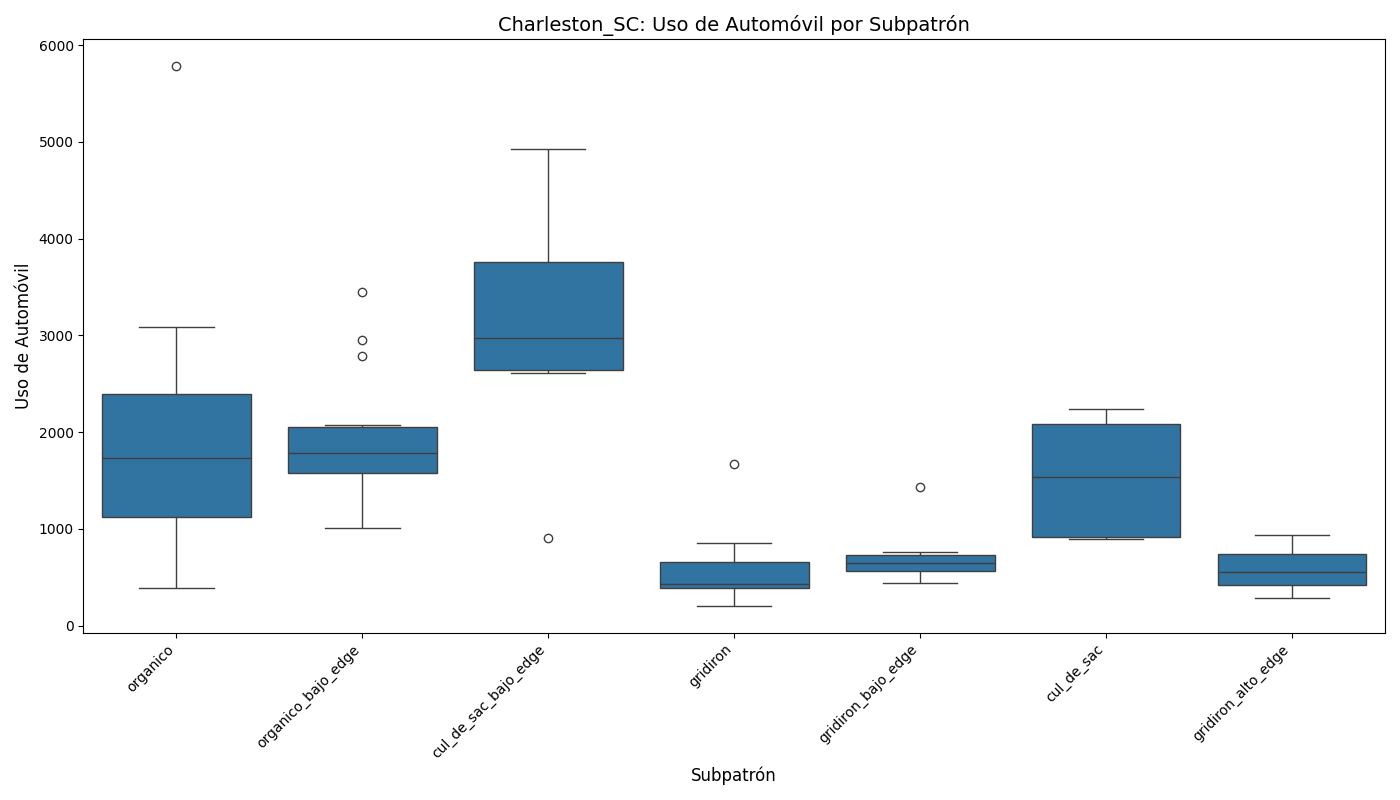 Charleston_SC: Uso de Automóvil por Subpatrón
Uso de Automóvil
6000
5000
4000
3000
2000
1000
0
organico
organico_bajo_edge
cul_de_sac_bajo_edge
gridiron
gridiron_bajo_edge
cul_de_sac
gridiron_alto_edge
Subpatrón